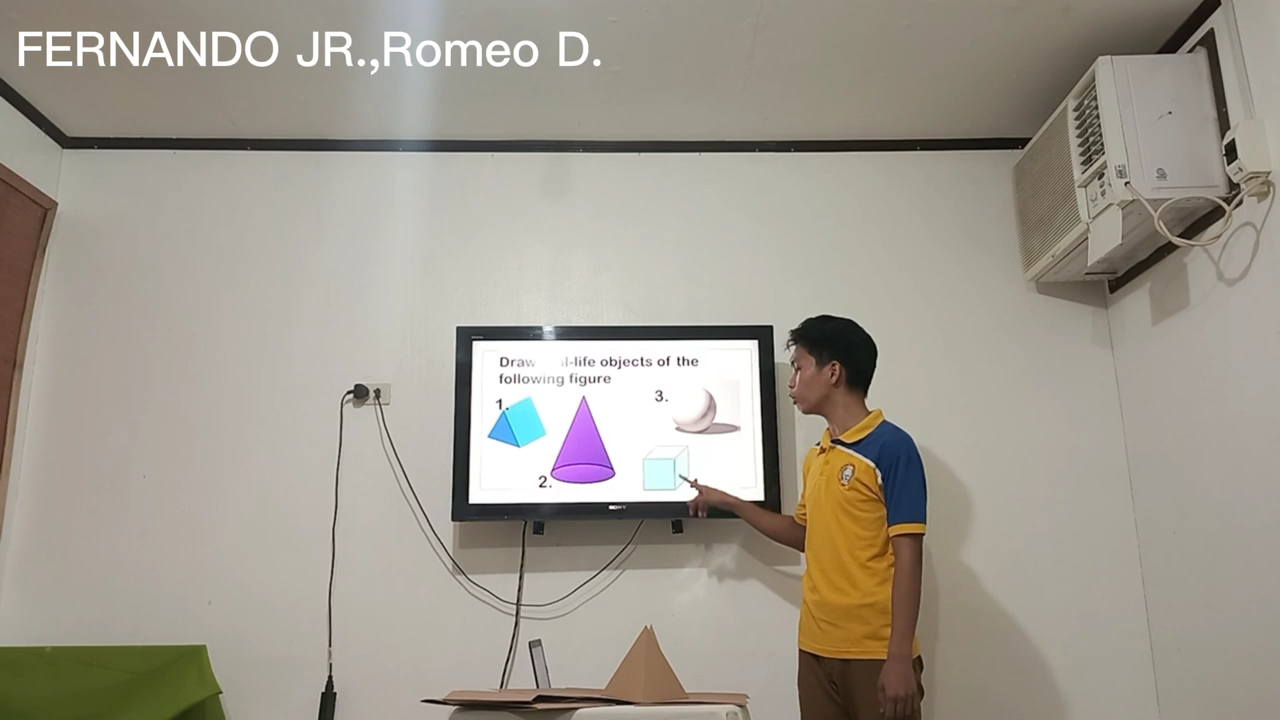 FERNANDO JR.,Romeo D.
Draw l-life objects of the
following figure
1.
3.
2.
SONY